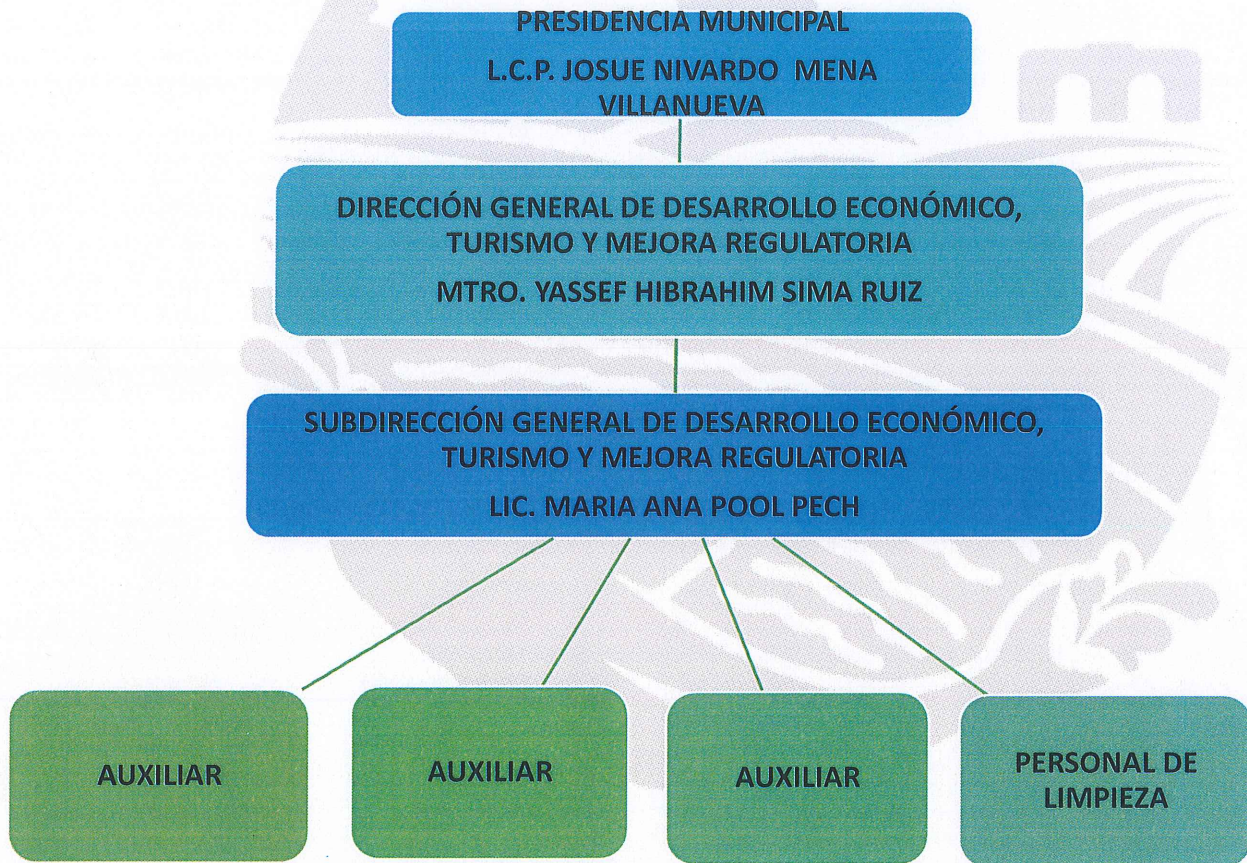 PRESIDENCIA MUNICIPAL
L.C.P. JOSUE NIVARDO MENA
VILLANUEVA
DIRECCIÓN GENERAL DE DESARROLLO ECONÓMICO,
TURISMO Y MEJORA REGULATORIA
MTRO. YASSEF HIBRAHIM SIMA RUIZ
SUBDIRECCIÓN GENERAL DE DESARROLLO ECONÓMICO,
TURISMO Y MEJORA REGULATORIA
LIC. MARIA ANA POOL PECH
AUXILIAR
AUXILIAR
AUXILIAR
PERSONAL DE
LIMPIEZA